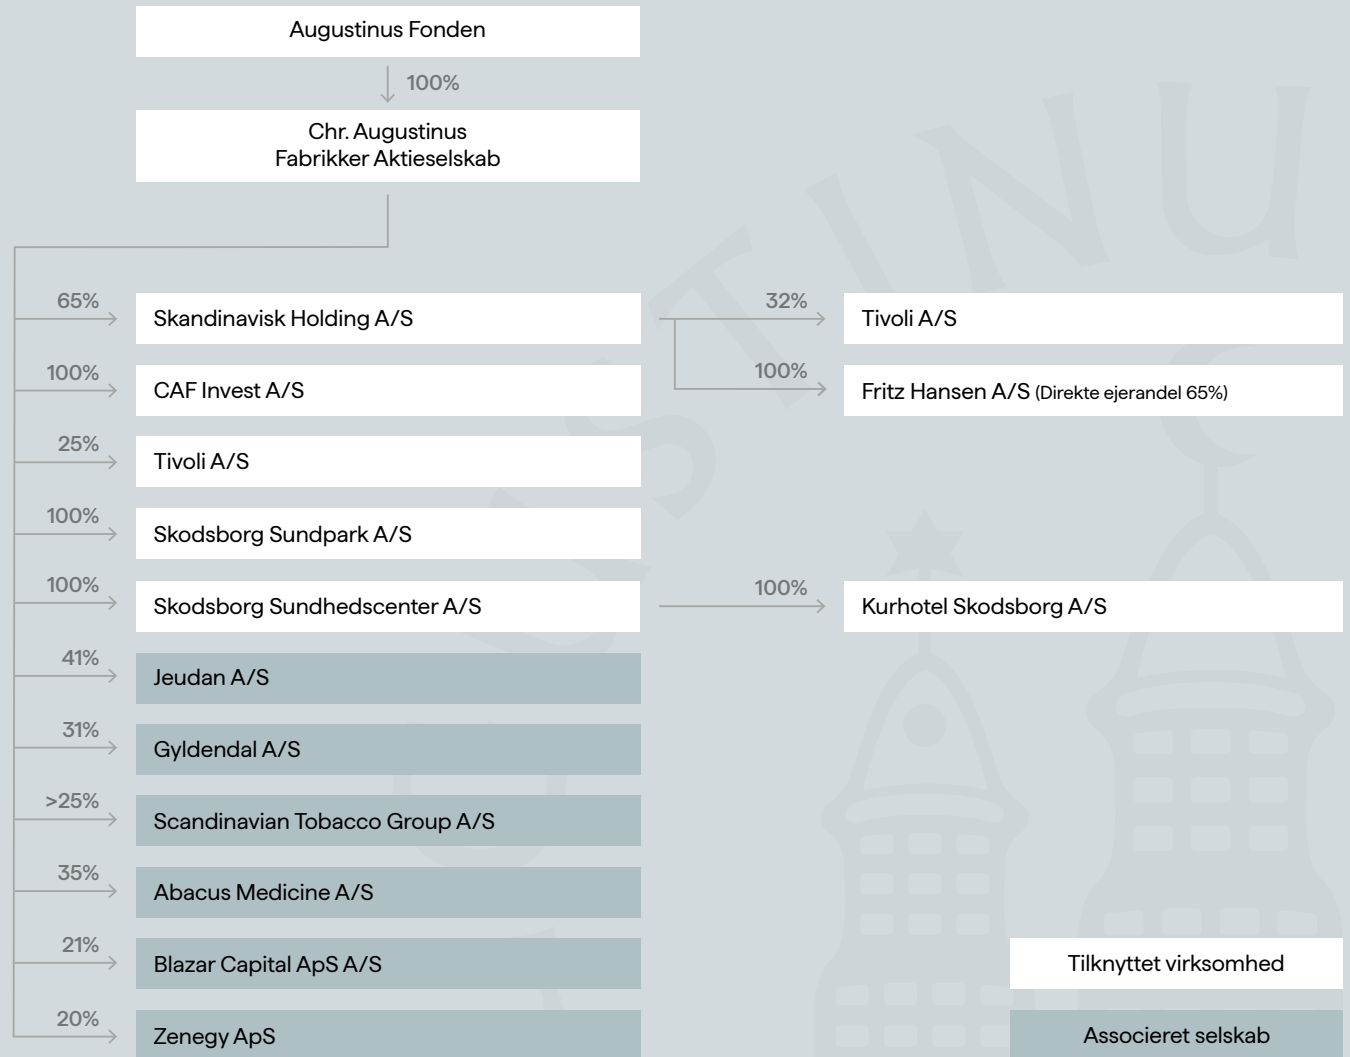 Augustinus Fonden
100%
Chr. Augustinus
Fabrikker Aktieselskab
65%
Skandinavisk Holding A/S
32%
Tivoli A/S
100%
CAF Invest A/S
100%
Fritz Hansen A/S (Direkte ejerandel 65%)
25%
Tivoli A/S
100%
Skodsborg Sundpark A/S
100%
Skodsborg Sundhedscenter A/S
100%
Kurhotel Skodsborg A/S
41%
Jeudan A/S
31%
Gyldendal A/S
>25%
Scandinavian Tobacco Group A/S
35%
Abacus Medicine A/S
21%
Blazar Capital ApS A/S
Tilknyttet virksomhed
20%
Zenegy ApS
Associeret selskab